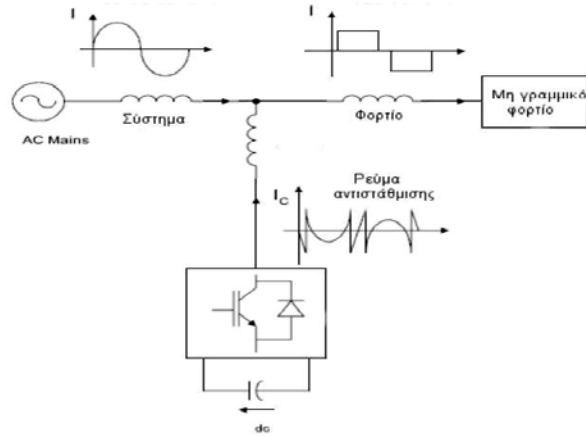 I
I
AC Mains
Σύστημα
Φορτίο
Μη γραμμικό
φορτίο
Ρεύμα
αντιστάθμισης
I C
dc